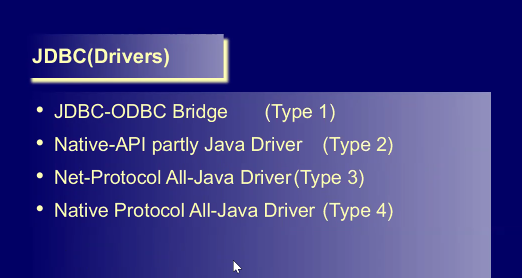 JDBC(Drivers)
• JDBC-ODBC Bridge (Type 1)
• Native-API partly Java Driver (Type 2)
• Net-Protocol All-Java Driver (Type 3)
• Native Protocol All-Java Driver (Type 4)